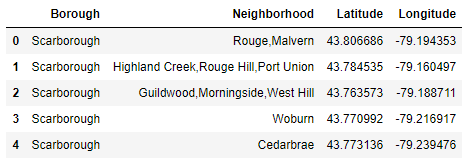 Borough Neighborhood Latitude Longitude
0 Scarborough Rouge,Malvern 43.806686 -79.194353
1 Scarborough Highland Creek,Rouge Hill,Port Union 43.784535 -79.160497
2 Scarborough Guildwood,Morningside,West Hill 43.763573 -79.188711
3 Scarborough Woburn 43.770992 -79.216917
4 Scarborough Cedarbrae 43.773136 -79.239476